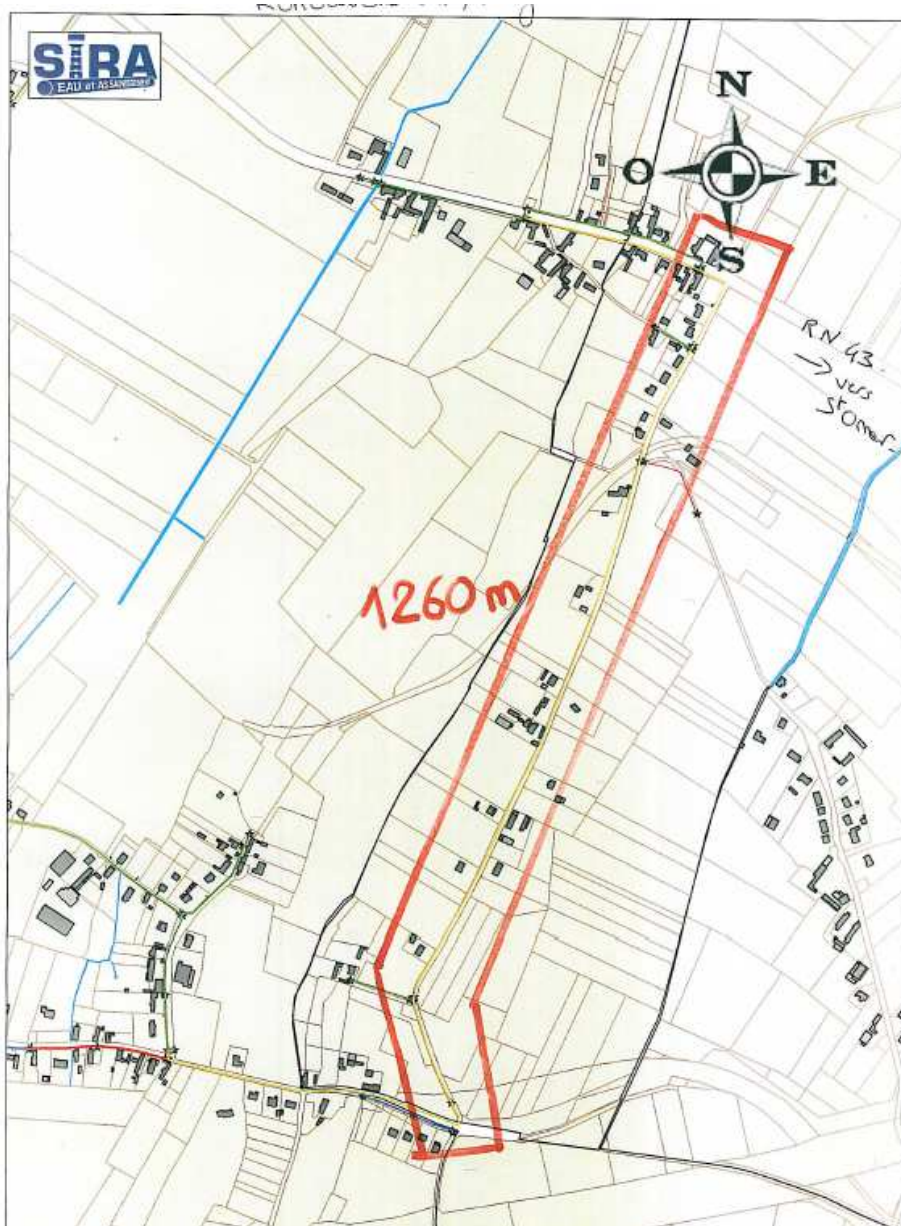 SIRA
EAU et ASSAINISSEMENT
N
O E
S
RN 43.
→ vers
St Omer
1260 m